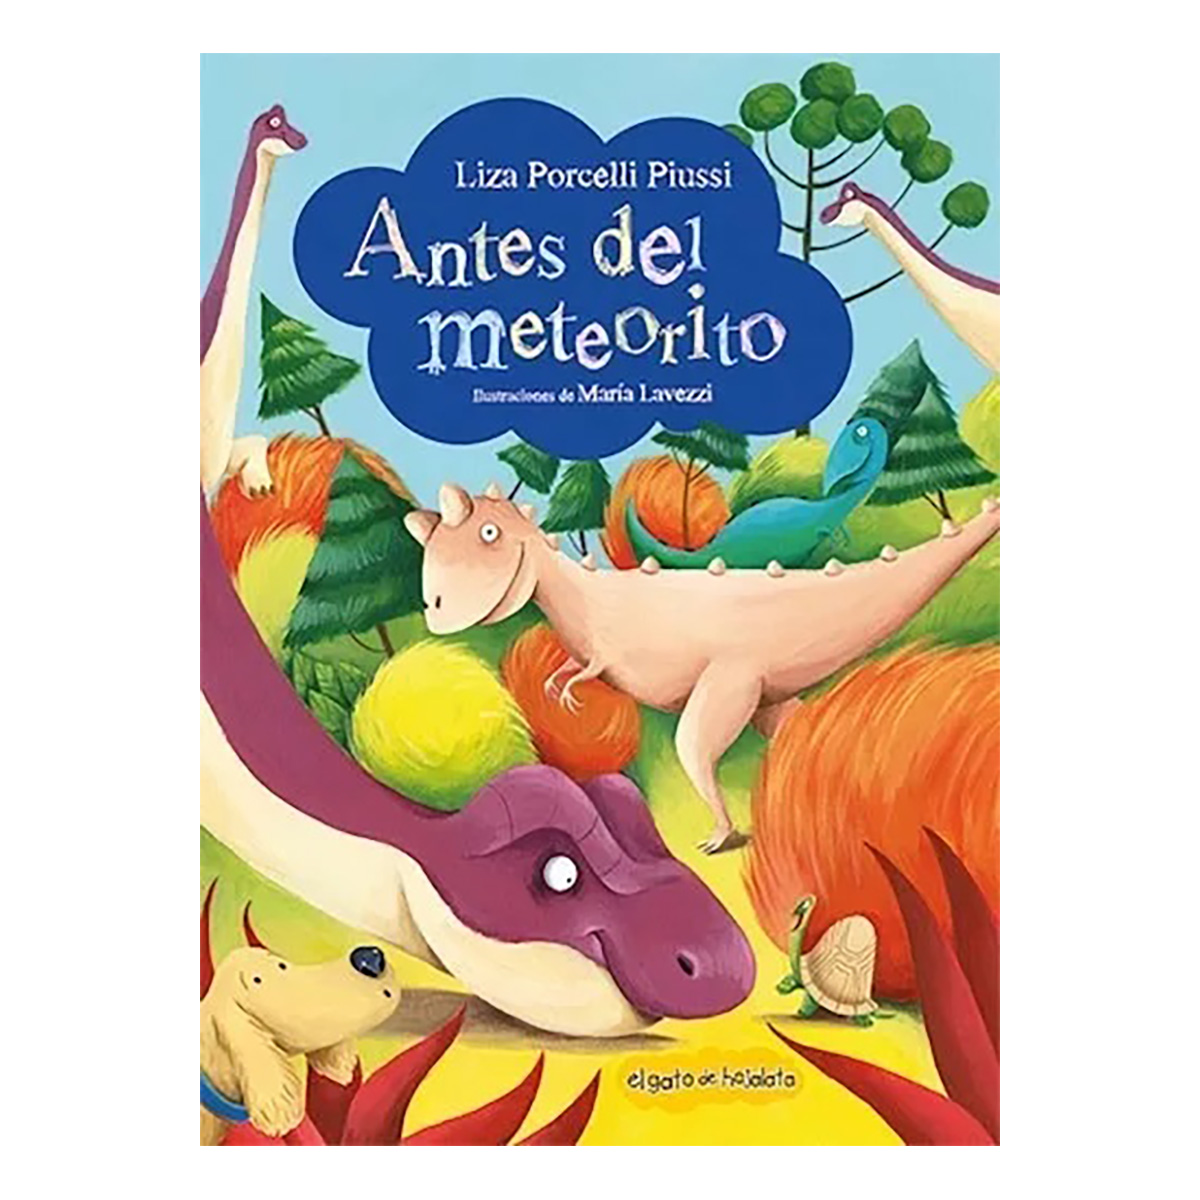 Liza Porcelli Piussi
Antes del
meteorito
Ilustraciones de María Lavezzi
el gato de hojalata